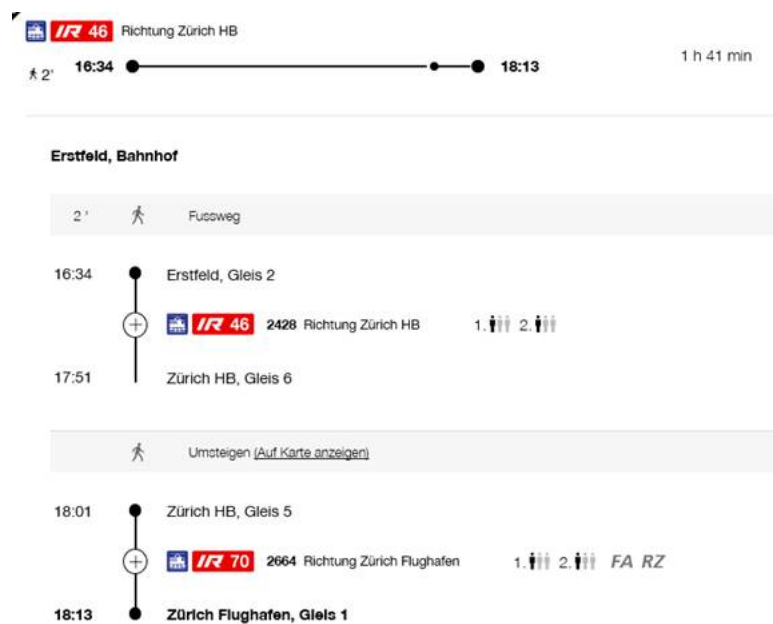 IR 46 Richtung Zürich HB
2' 16:34 18:13 1 h 41 min
Erstfeld, Bahnhof
2' Fussweg
16:34 Erstfeld, Gleis 2
IR 46 2428 Richtung Zürich HB 1. 2.
17:51 Zürich HB, Gleis 6
Umsteigen (Auf Karte anzeigen)
18:01 Zürich HB, Gleis 5
IR 70 2664 Richtung Zürich Flughafen 1. 2. FA RZ
18:13 Zürich Flughafen, Gleis 1